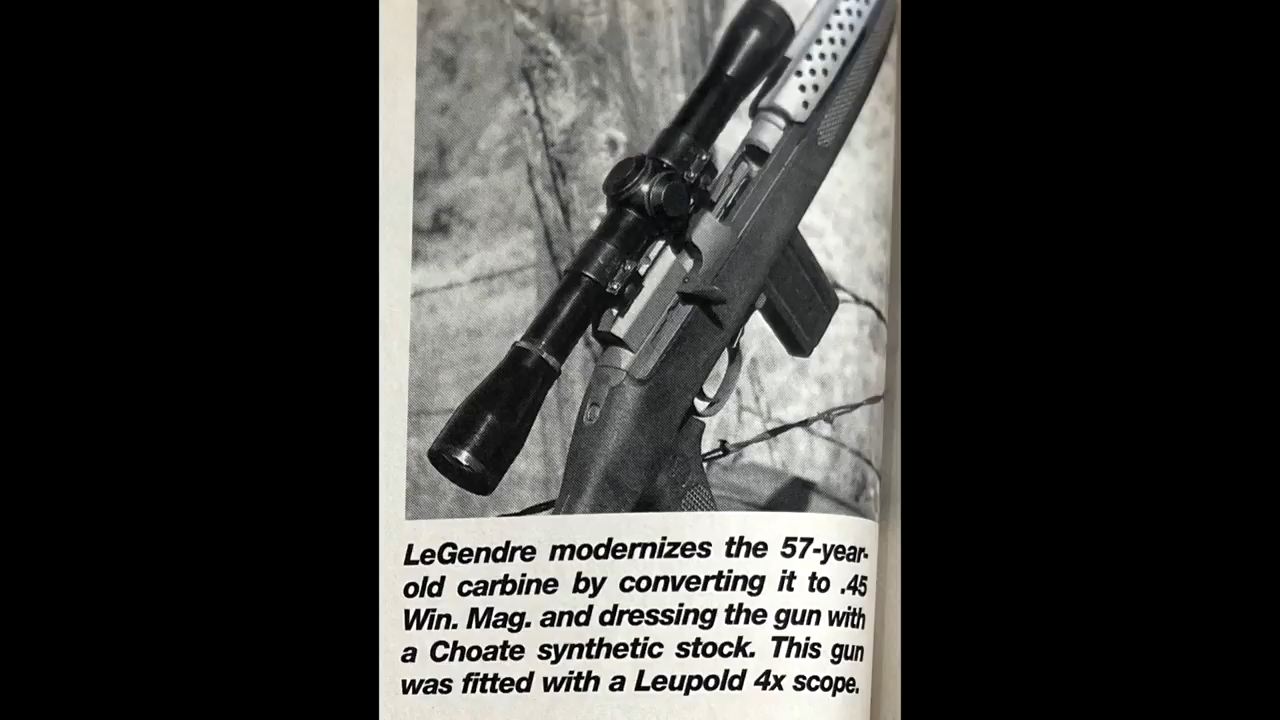 LeGendre modernizes the 57-year-
old carbine by converting it to .45
Win. Mag. and dressing the gun with
a Choate synthetic stock. This gun
was fitted with a Leupold 4x scope.